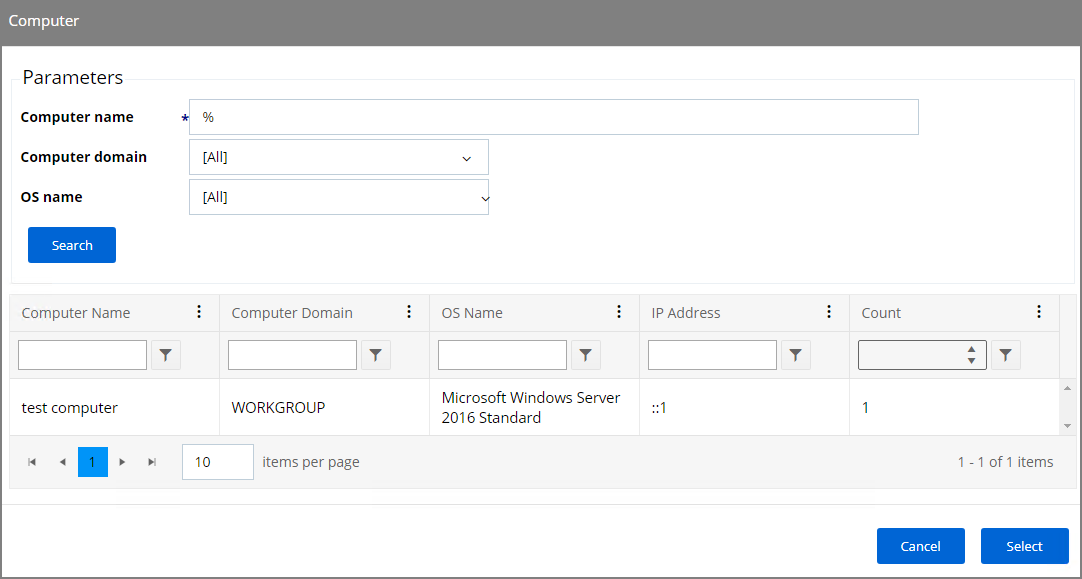 Computer
Parameters
Computer name * %
Computer domain [All]
OS name [All]
Search
Computer Name Computer Domain OS Name IP Address Count
test computer WORKGROUP Microsoft Windows Server 2016 Standard ::1 1
1 10 items per page 1 - 1 of 1 items
Cancel Select